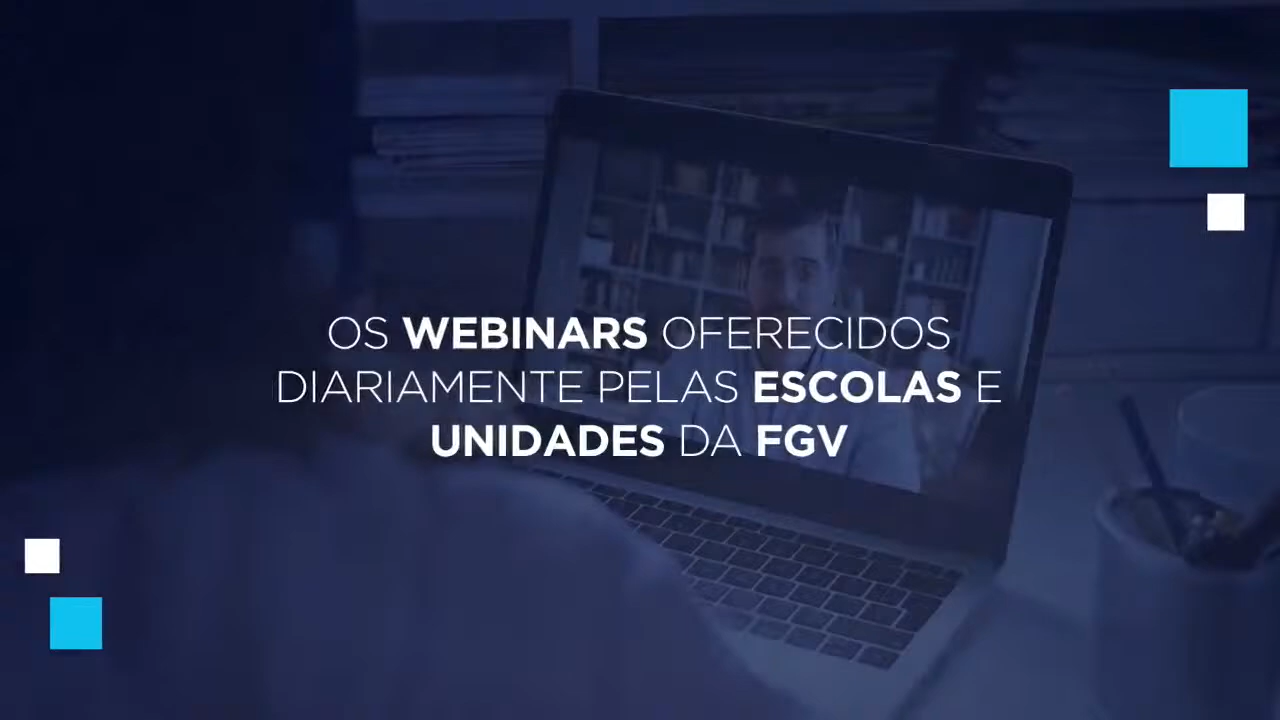 OS WEBINARS OFERECIDOS
DIARIAMENTE PELAS ESCOLAS E
UNIDADES DA FGV